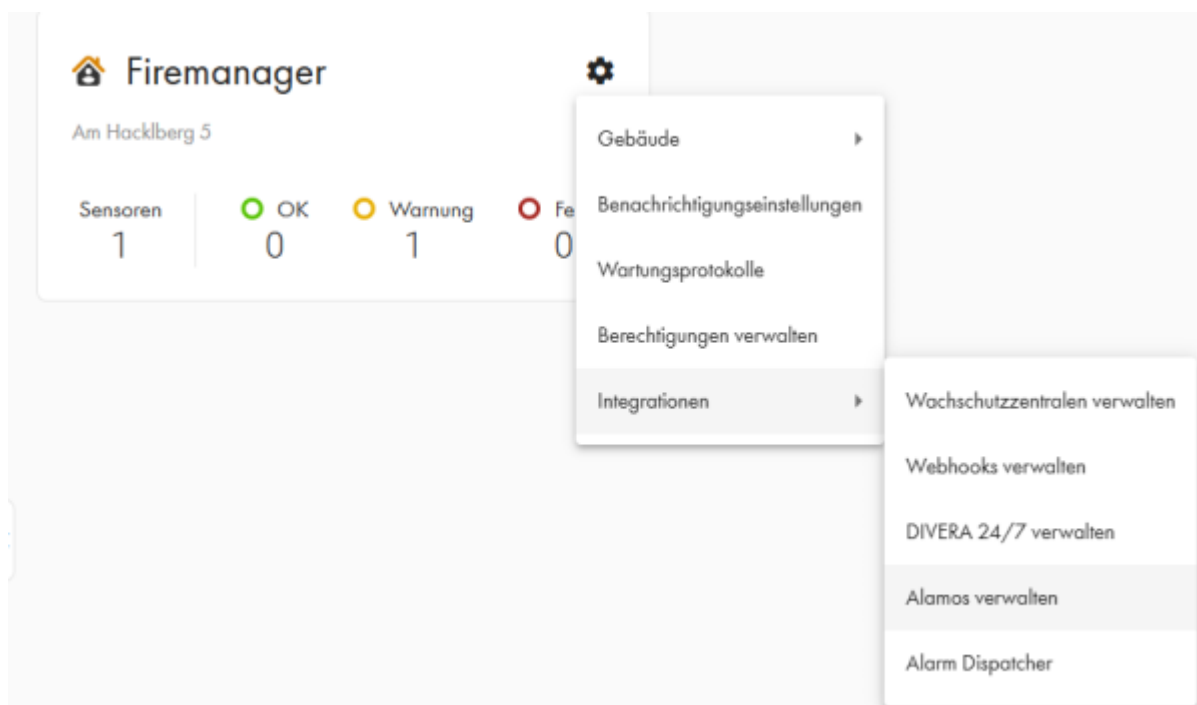 Firemanager
Am Hacklberg 5
Sensoren
1
OK
0
Warnung
1
Fe
0
Gebäude
Benachrichtigungseinstellungen
Wartungsprotokolle
Berechtigungen verwalten
Integrationen
Wachschutzzentralen verwalten
Webhooks verwalten
DIVERA 24/7 verwalten
Alamos verwalten
Alarm Dispatcher